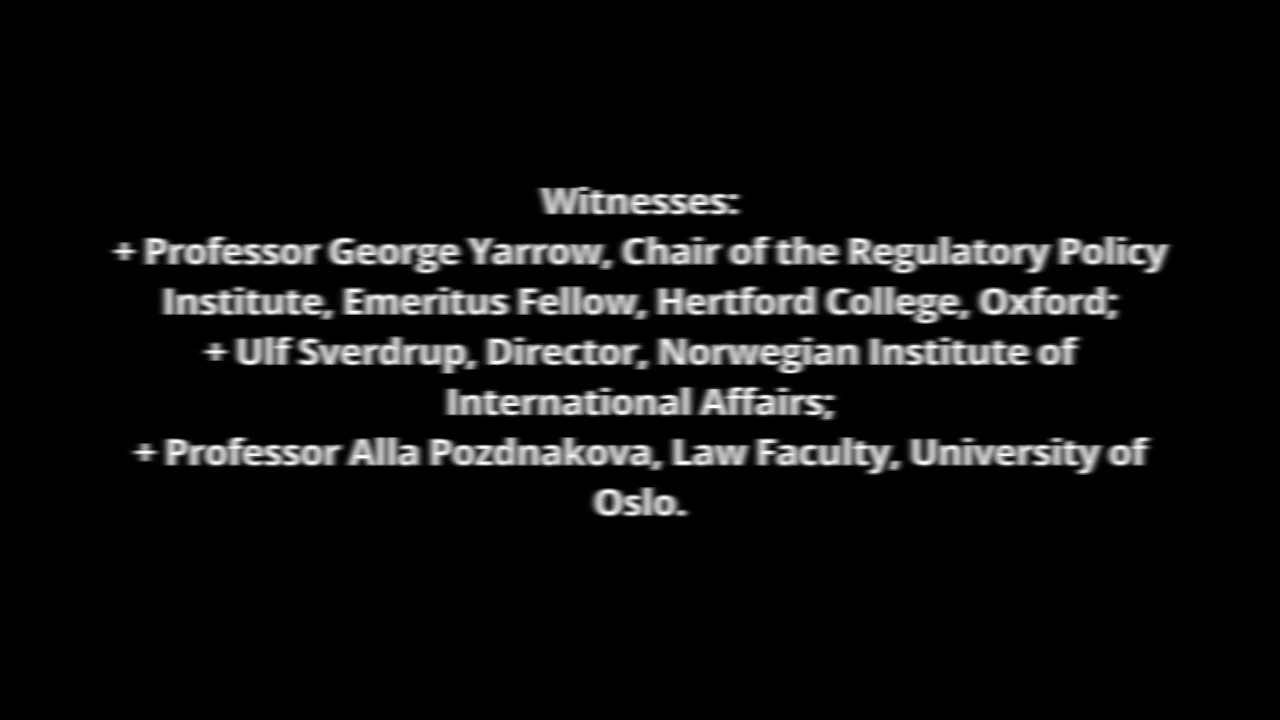 Witnesses:
+ Professor George Yarrow, Chair of the Regulatory Policy
Institute, Emeritus Fellow, Hertford College, Oxford;
+ Ulf Sverdrup, Director, Norwegian Institute of
International Affairs;
+ Professor Alla Pozdnakova, Law Faculty, University of
Oslo.